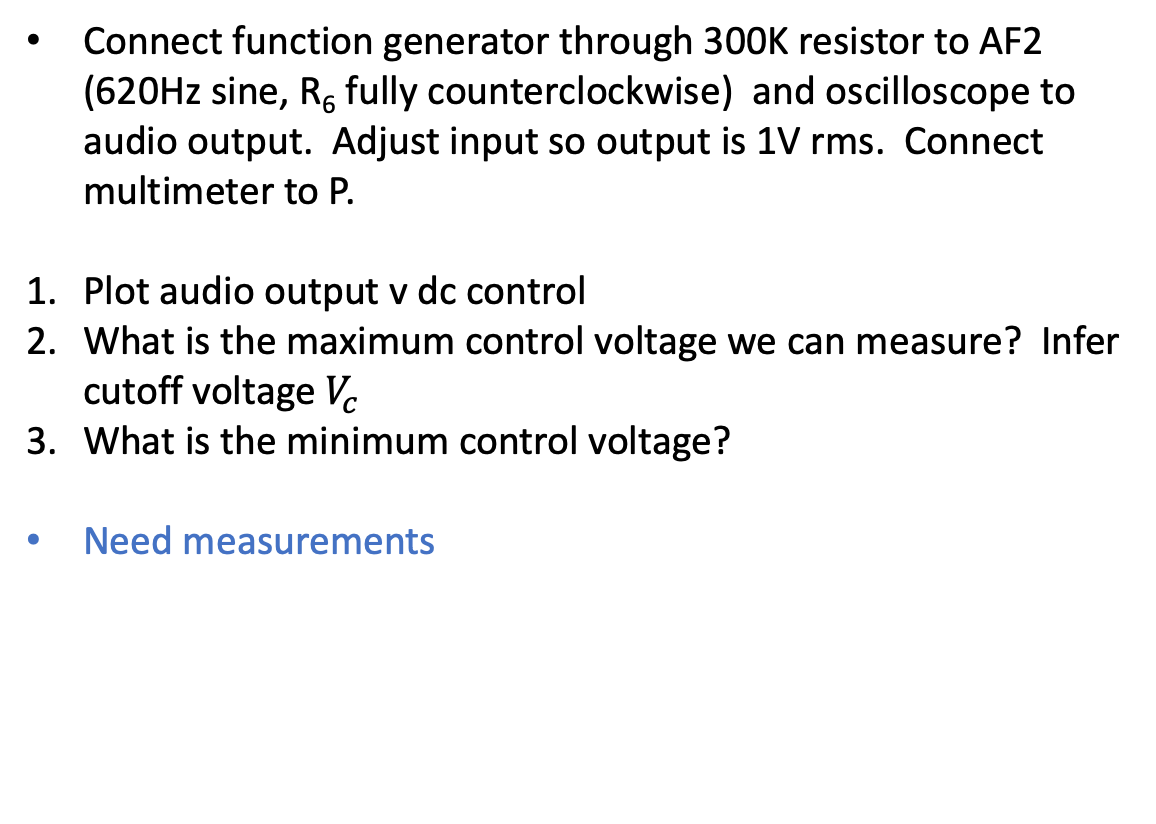 • Connect function generator through 300K resistor to AF2
(620Hz sine, R₆ fully counterclockwise)  and oscilloscope to
audio output.  Adjust input so output is 1V rms.  Connect
multimeter to P.
1. Plot audio output v dc control
2. What is the maximum control voltage we can measure?  Infer
cutoff voltage 𝑉𝑐
3. What is the minimum control voltage?
• Need measurements